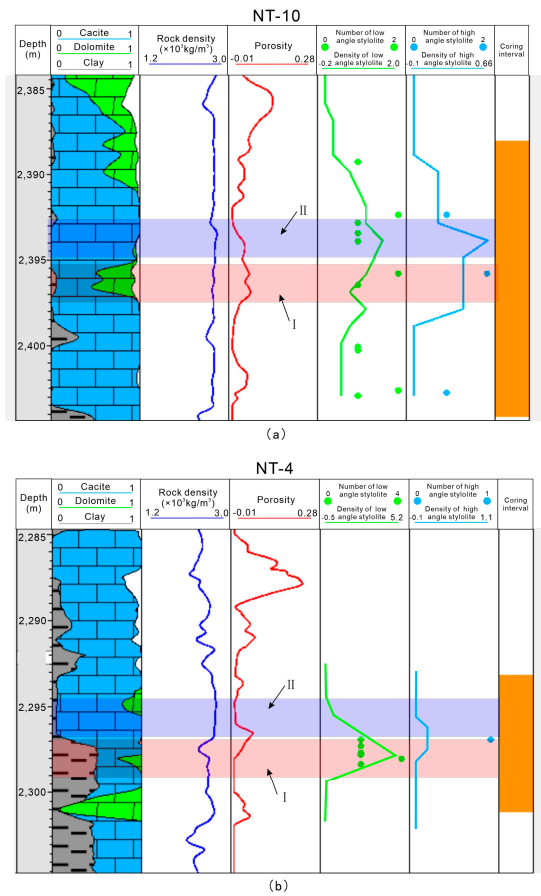 NT-10
Depth (m)
0 Cacite 1
0 Dolomite 1
0 Clay 1
Rock density
(×10³kg/m³)
1.2 3.0
Porosity
-0.01 0.28
Number of low
0 angle stylolite 2
Density of low
-0.2 angle stylolite 2.0
Number of high
0 angle stylolite 2
Density of high
-0.1 angle stylolite 0.66
Coring
interval
2,385
2,390
II
2,395
I
2,400
(a)
NT-4
Depth
(m)
0 Cacite 1
0 Dolomite 1
0 Clay 1
Rock density
(×10³kg/m³)
1.2 3.0
Porosity
-0.01 0.28
Number of low
0 angle stylolite 4
Density of low
-0.5 angle stylolite 5.2
Number of high
0 angle stylolite 1
Density of high
-0.1 angle stylolite 1.1
Coring
interval
2,285
2,290
II
2,295
I
2,300
(b)